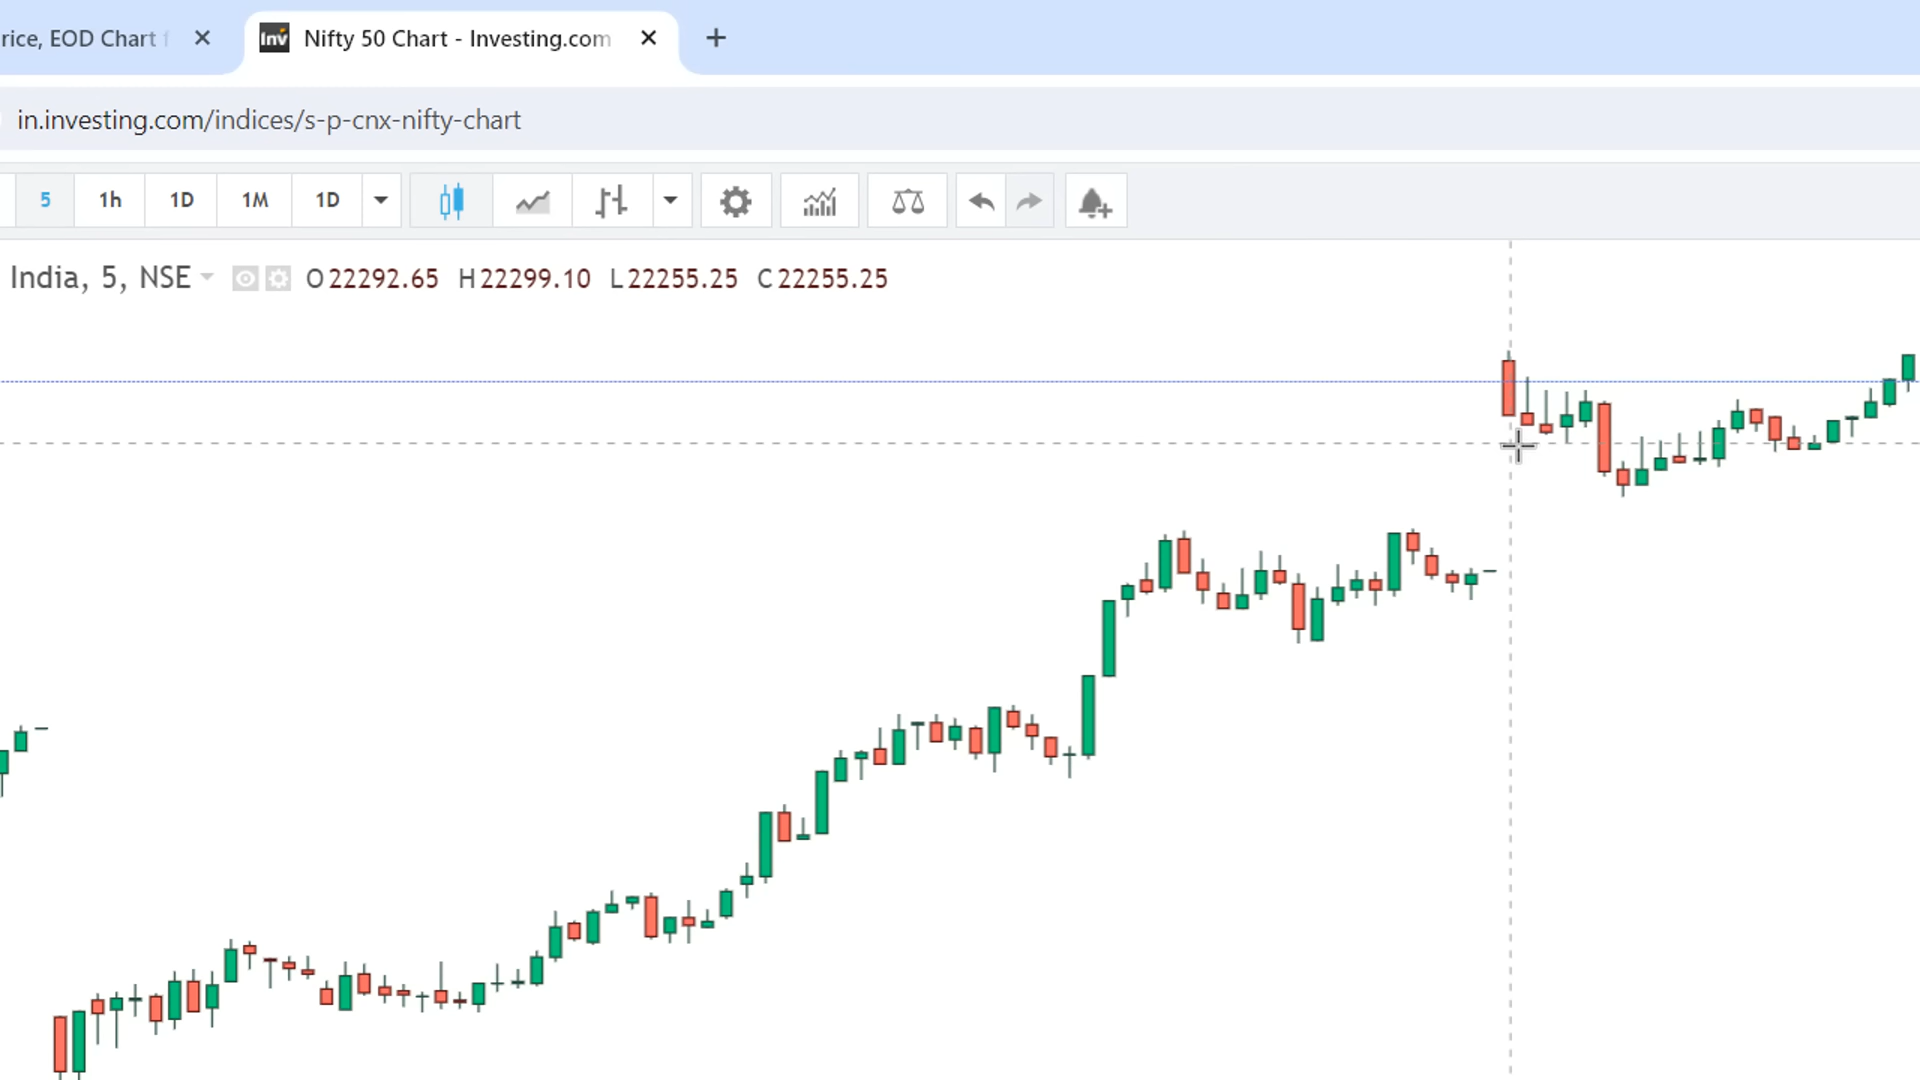 rice, EOD Chart f
Inv Nifty 50 Chart - Investing.com
in.investing.com/indices/s-p-cnx-nifty-chart
5 1h 1D 1M 1D
India, 5, NSE O22292.65 H22299.10 L22255.25 C22255.25